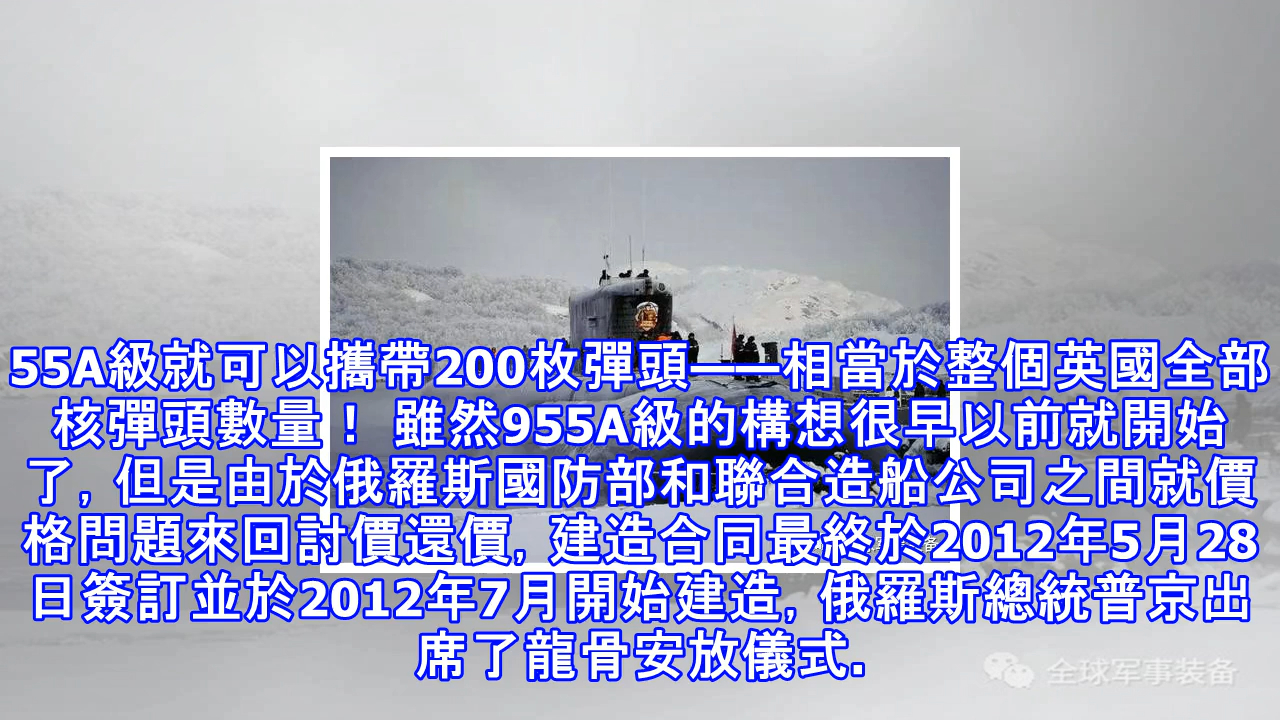 55A級就可以攜帶200枚彈頭——相當於整個英國全部
核彈頭數量！ 雖然955A級的構想很早以前就開始
了, 但是由於俄羅斯國防部和聯合造船公司之間就價
格問題來回討價還價, 建造合同最終於2012年5月28
日簽訂並於2012年7月開始建造, 俄羅斯總統普京出
席了龍骨安放儀式.
全球军事装备